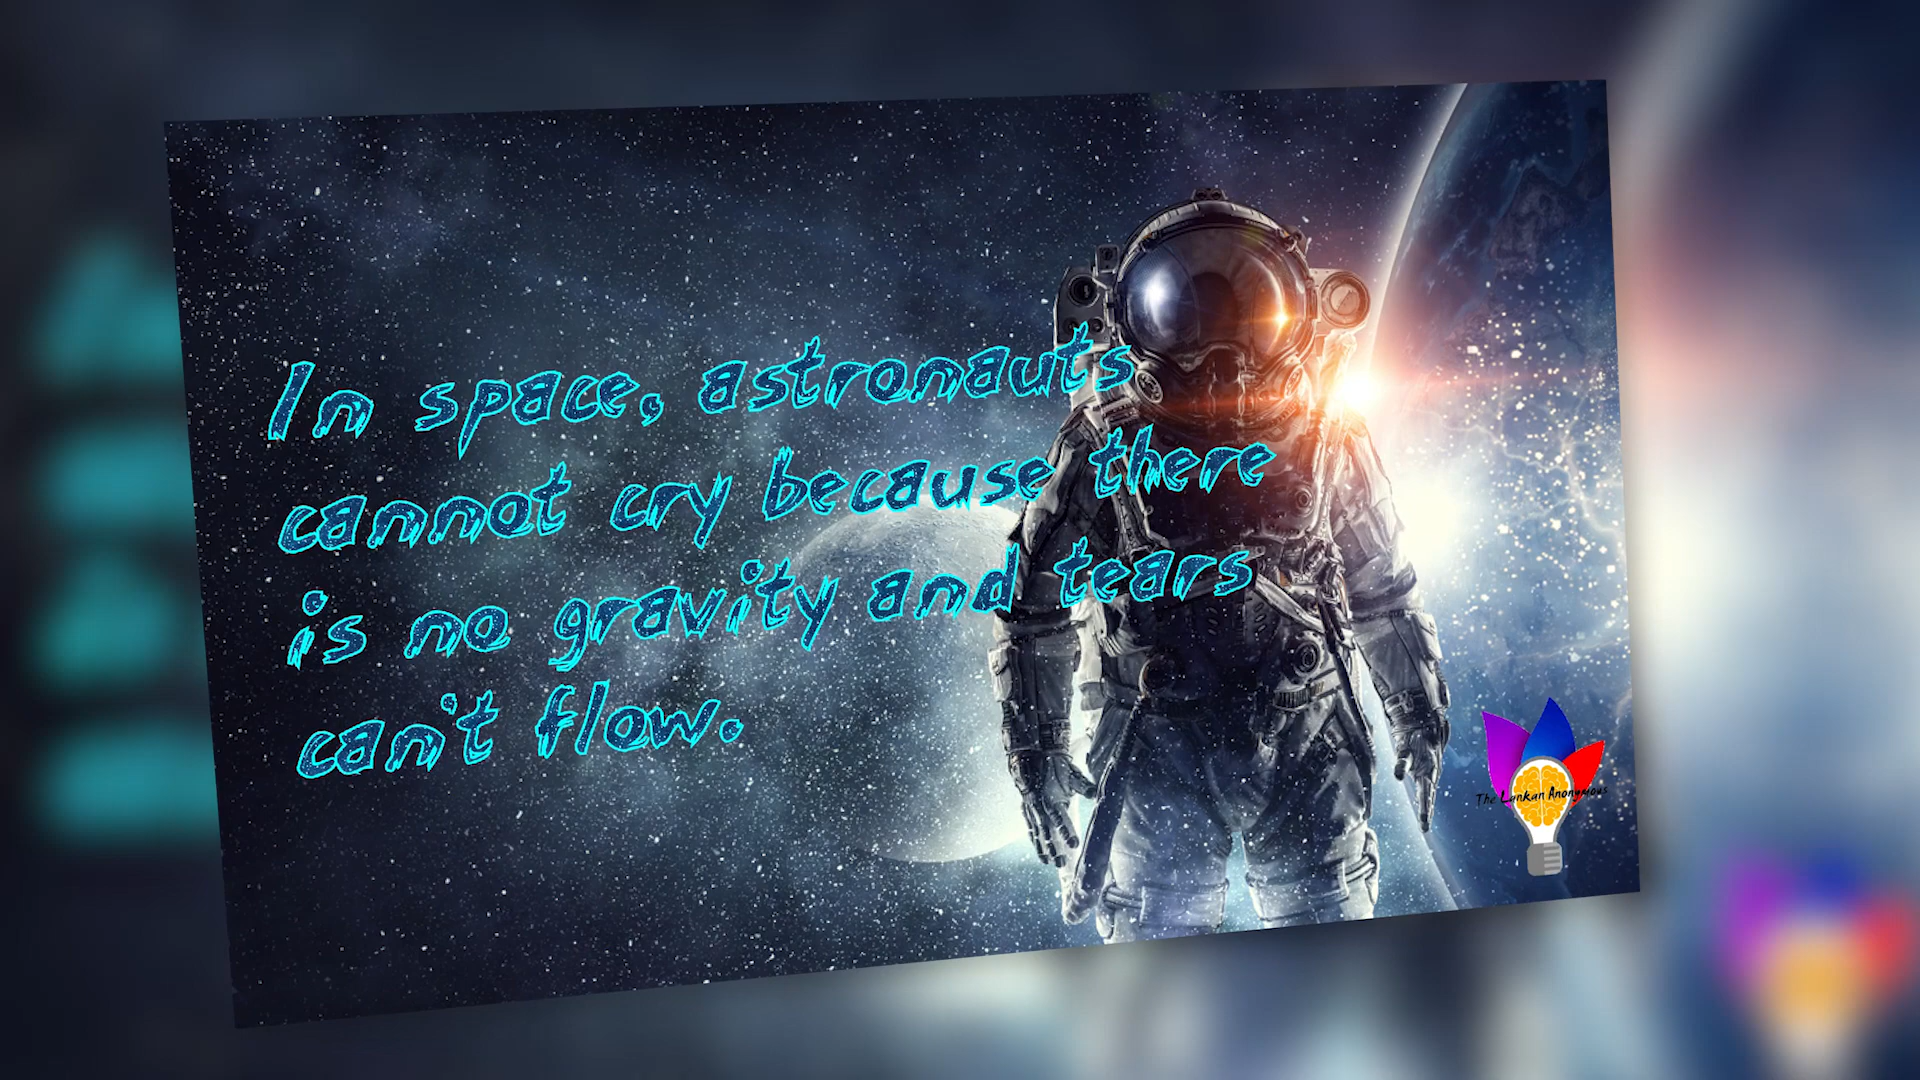 In space, astronauts
cannot cry because there
is no gravity and tears
can't flow.
The Lankan Anonymous